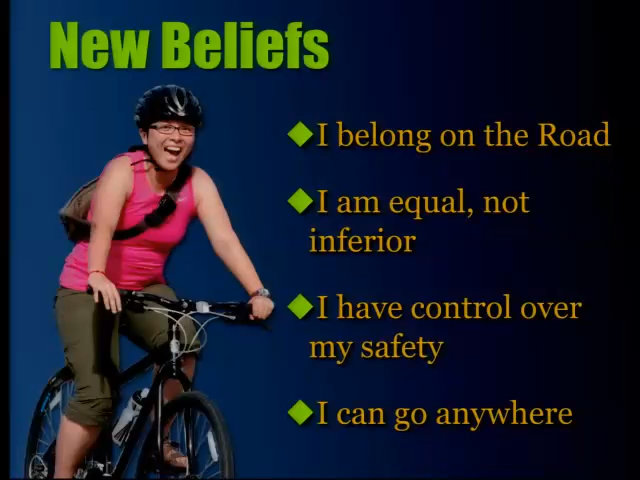 New Beliefs
I belong on the Road
I am equal, not
inferior
I have control over
my safety
I can go anywhere